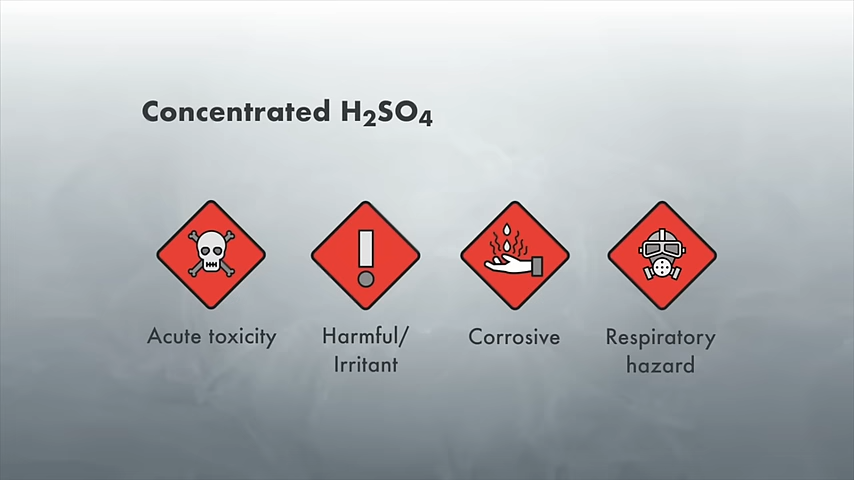 Concentrated H₂SO₄
Acute toxicity
Harmful/
Irritant
Corrosive
Respiratory
hazard